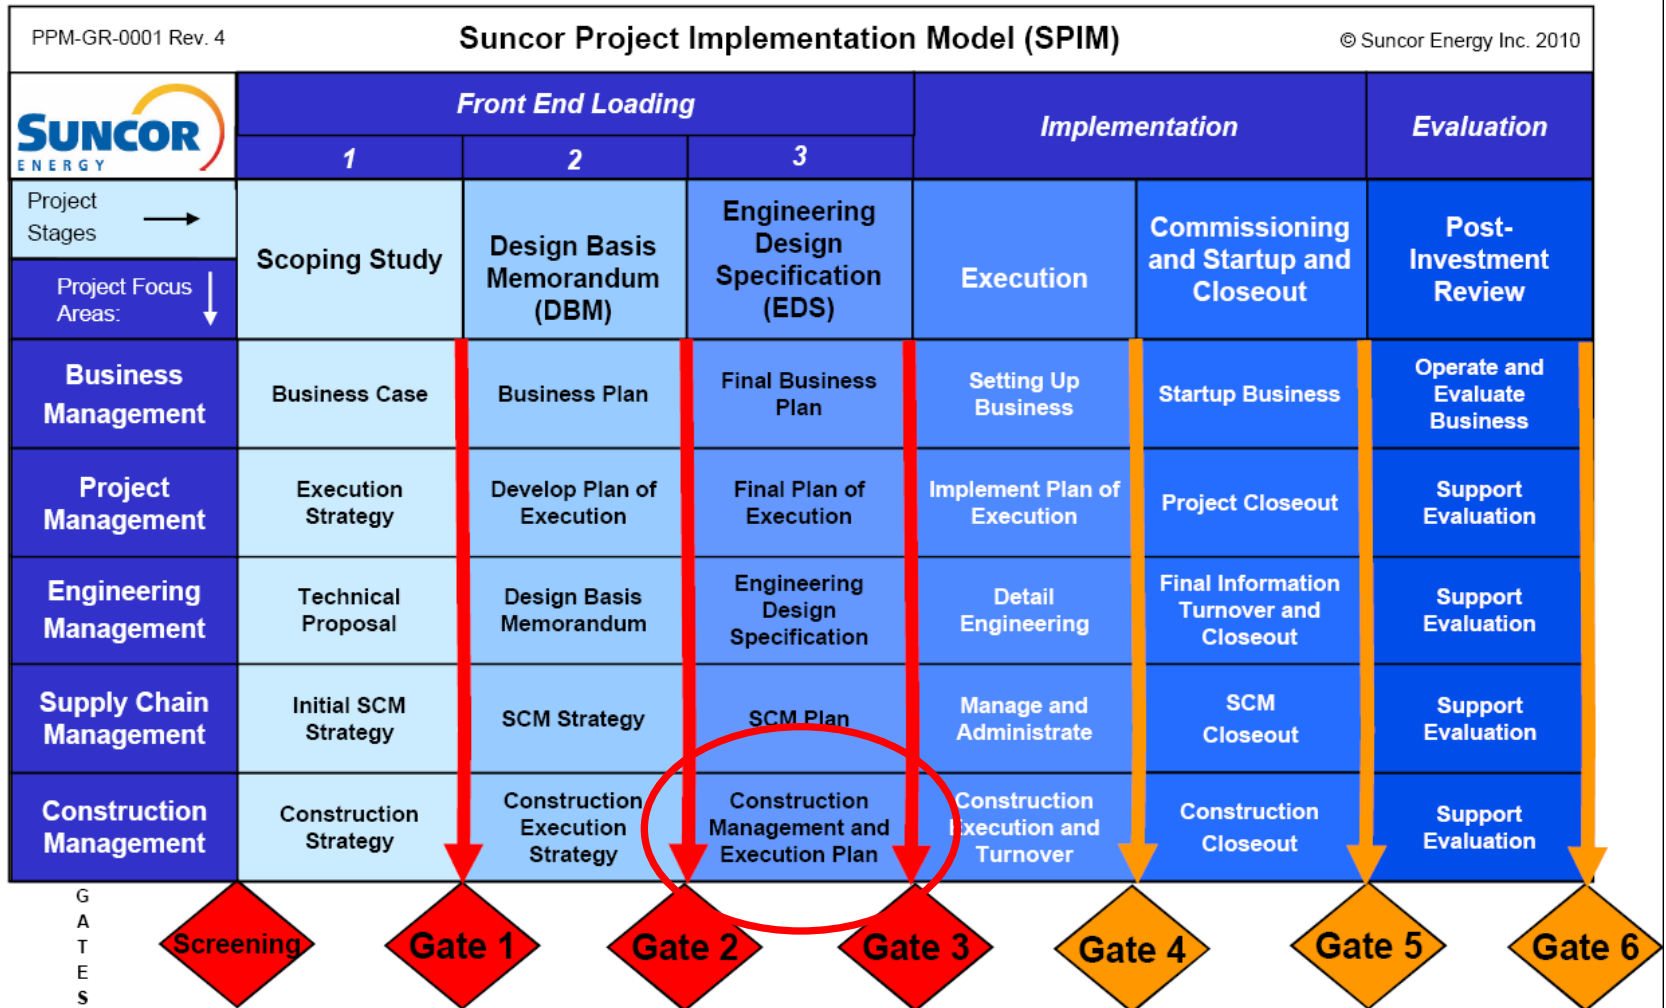 PPM-GR-0001 Rev. 4
Suncor Project Implementation Model (SPIM)
© Suncor Energy Inc. 2010
SUNCOR
ENERGY
Front End Loading
Implementation
Evaluation
1
2
3
Project
Stages
Project Focus
Areas:
Scoping Study
Design Basis
Memorandum
(DBM)
Engineering
Design
Specification
(EDS)
Execution
Commissioning
and Startup and
Closeout
Post-
Investment
Review
Business
Management
Business Case
Business Plan
Final Business
Plan
Setting Up
Business
Startup Business
Operate and
Evaluate
Business
Project
Management
Execution
Strategy
Develop Plan of
Execution
Final Plan of
Execution
Implement Plan of
Execution
Project Closeout
Support
Evaluation
Engineering
Management
Technical
Proposal
Design Basis
Memorandum
Engineering
Design
Specification
Detail
Engineering
Final Information
Turnover and
Closeout
Support
Evaluation
Supply Chain
Management
Initial SCM
Strategy
SCM Strategy
SCM Plan
Manage and
Administrate
SCM
Closeout
Support
Evaluation
Construction
Management
Construction
Strategy
Construction
Execution
Strategy
Construction
Management and
Execution Plan
Construction
Execution and
Turnover
Construction
Closeout
Support
Evaluation
G
A
T
E
S
Screening
Gate 1
Gate 2
Gate 3
Gate 4
Gate 5
Gate 6